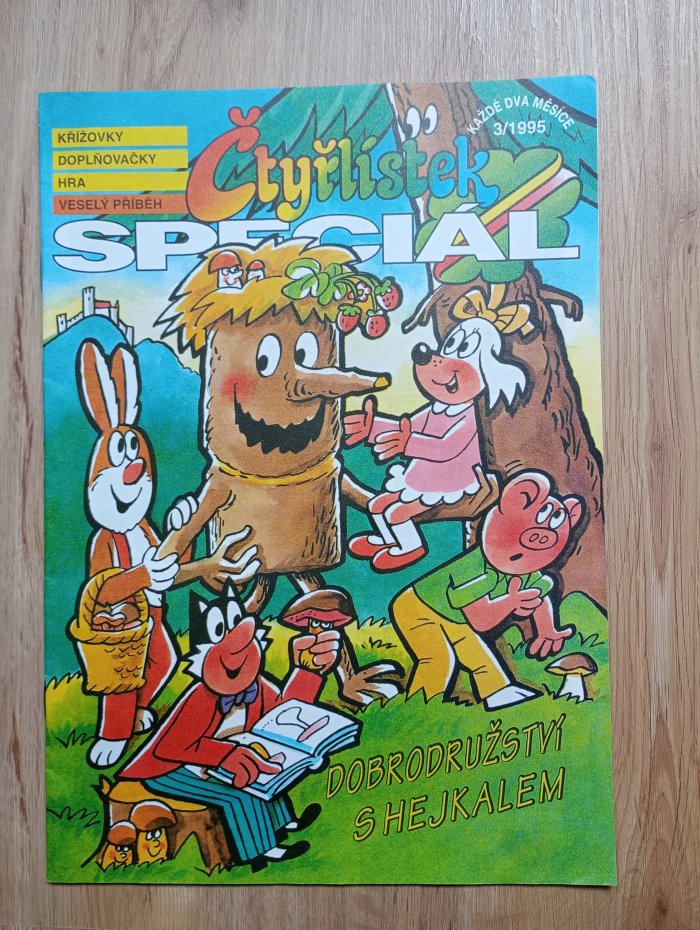 KŘÍŽOVKY
DOPLŇOVAČKY
HRA
VESELÝ PŘÍBĚH
Čtyřlístek
KAŽDÉ DVA MĚSÍCE
3/1995
SPECIÁL
DOBRODRUŽSTVÍ
S HEJKALEM